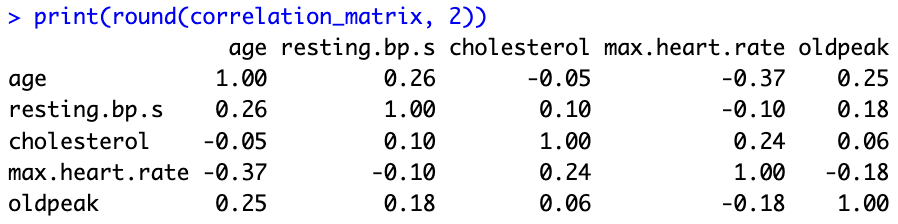 > print(round(correlation_matrix, 2))
age resting.bp.s cholesterol max.heart.rate oldpeak
age 1.00 0.26 -0.05 -0.37 0.25
resting.bp.s 0.26 1.00 0.10 -0.10 0.18
cholesterol -0.05 0.10 1.00 0.24 0.06
max.heart.rate -0.37 -0.10 0.24 1.00 -0.18
oldpeak 0.25 0.18 0.06 -0.18 1.00